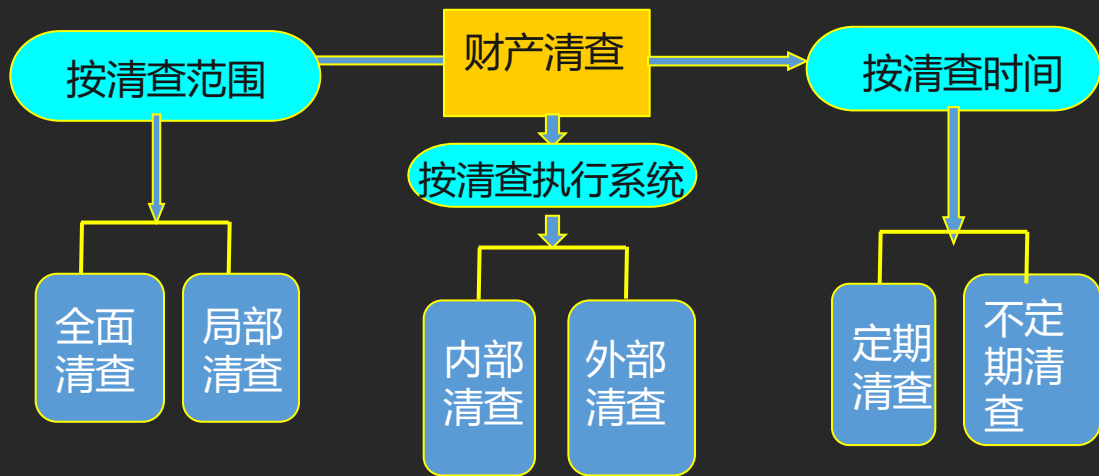 财产清查
按清查范围
按清查时间
按清查执行系统
全面
清查
局部
清查
内部
清查
外部
清查
定期
清查
不定
期清
查